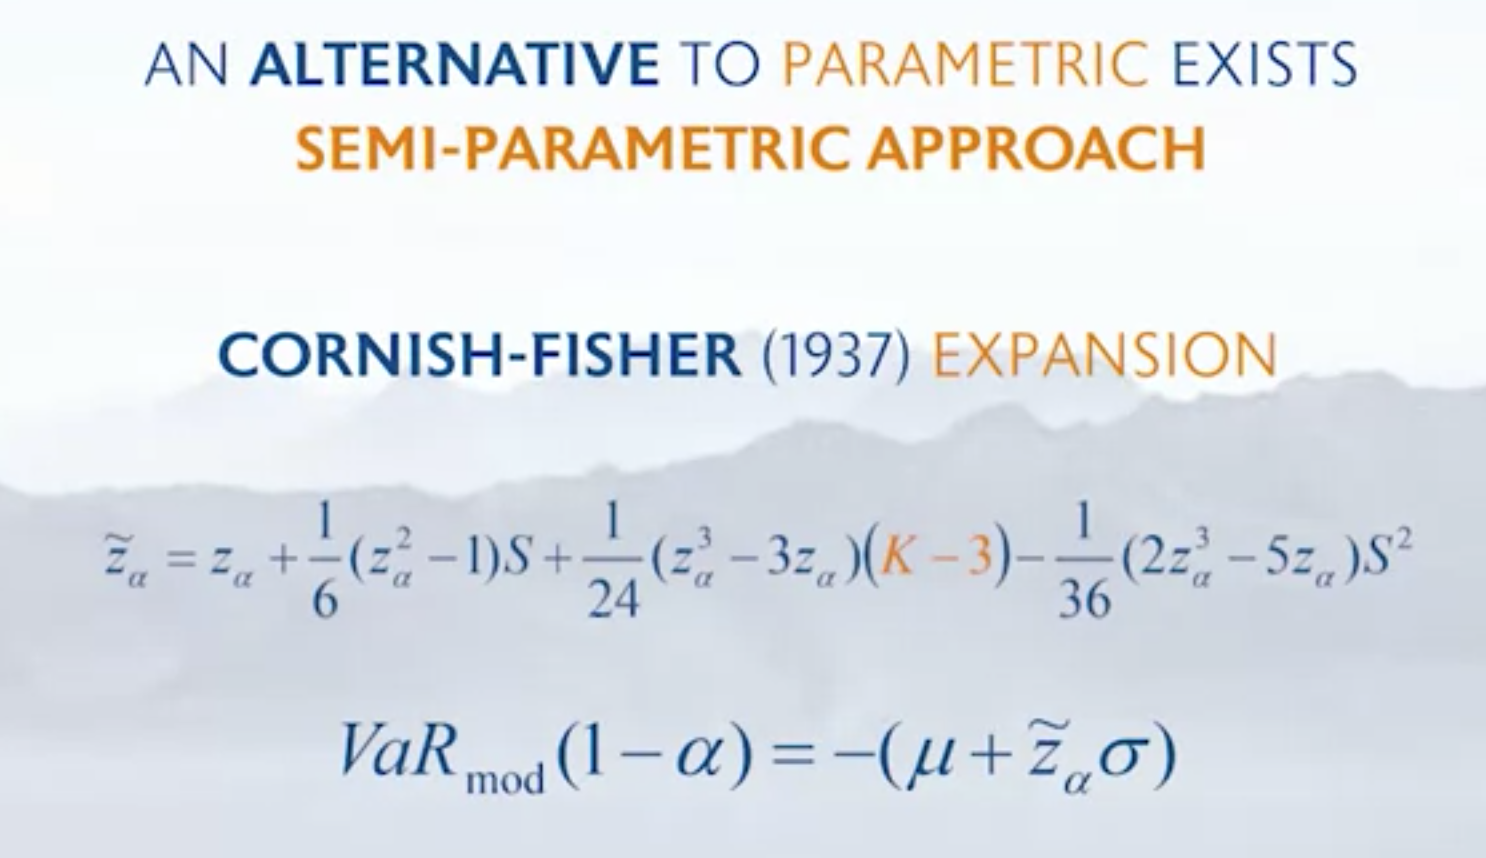 AN ALTERNATIVE TO PARAMETRIC EXISTS
SEMI-PARAMETRIC APPROACH
CORNISH-FISHER (1937) EXPANSION
z̃_α = z_α + 1/6 (z_α^2 − 1)S + 1/24 (z_α^3 − 3z_α)(K − 3) − 1/36 (2z_α^3 − 5z_α)S^2
VaR_mod (1 − α) = −(μ + z̃_α σ)